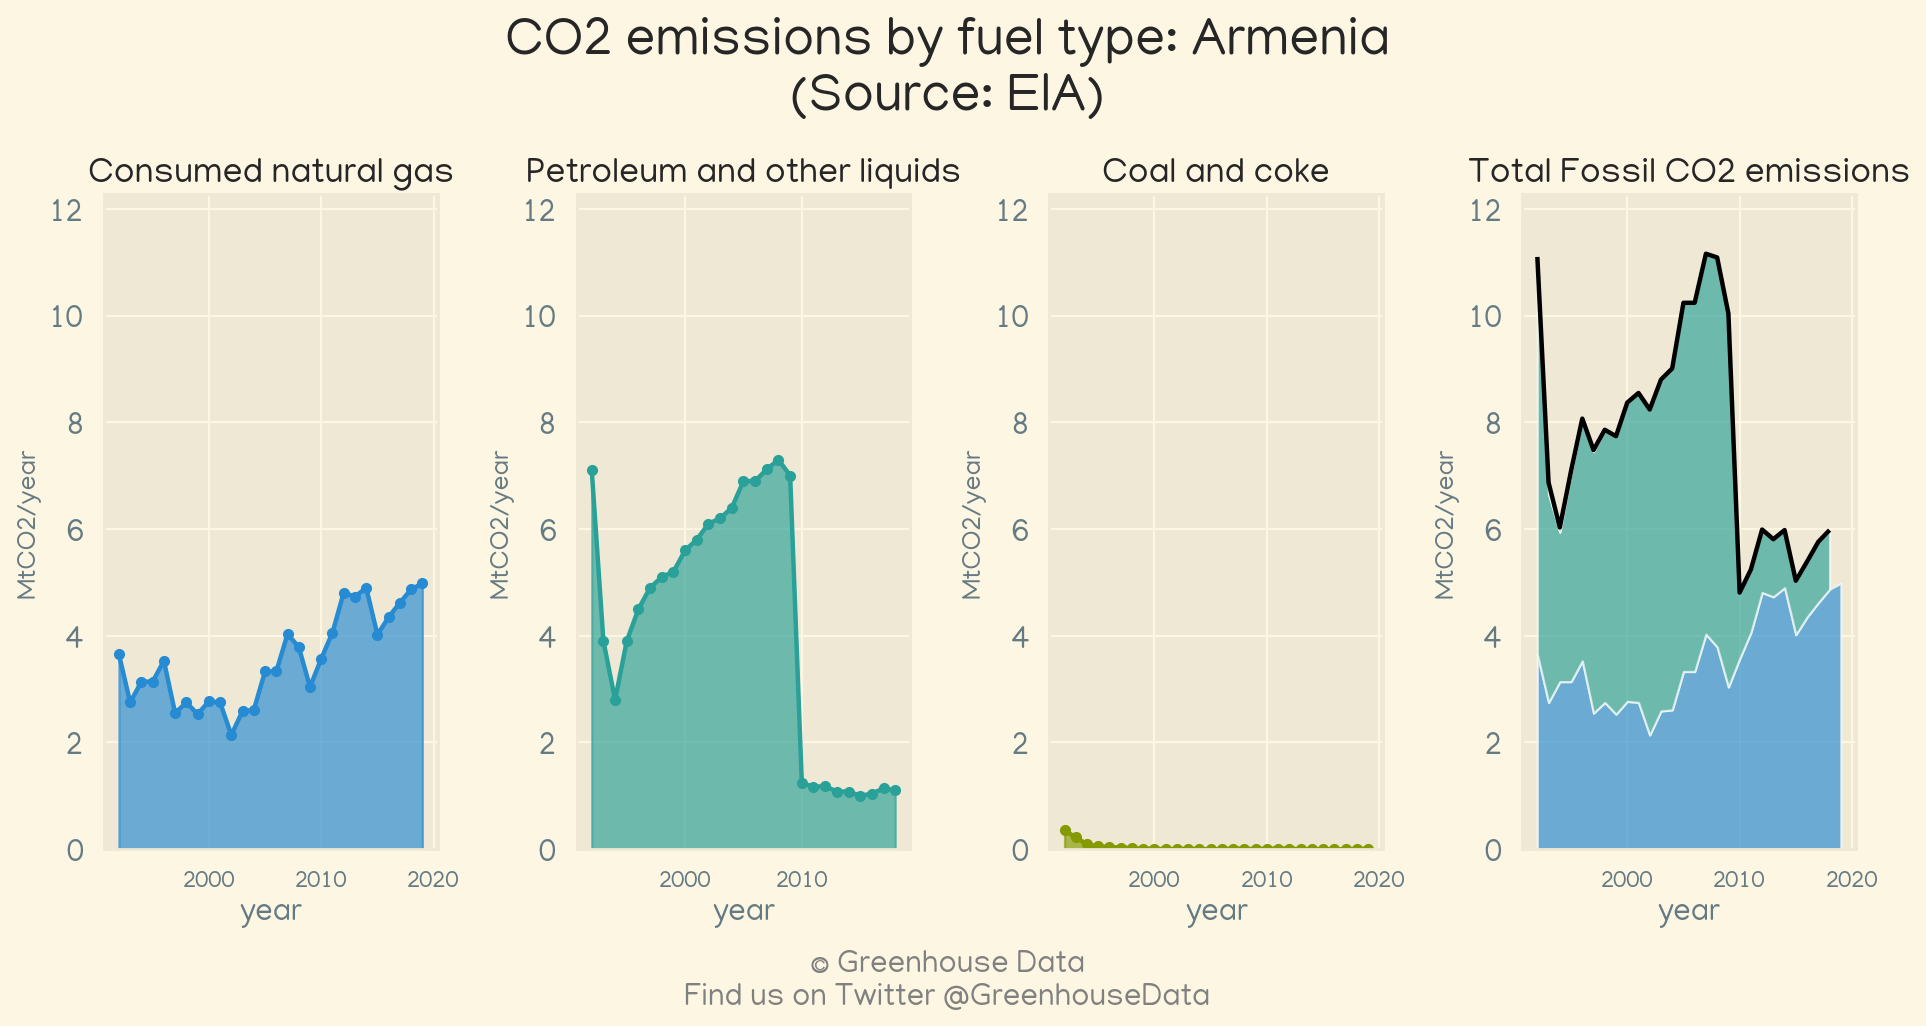 CO2 emissions by fuel type: Armenia
(Source: EIA)
Consumed natural gas
12
10
8
6
4
2
0
MtCO2/year
2000 2010 2020
year
Petroleum and other liquids
12
10
8
6
4
2
0
MtCO2/year
2000 2010
year
Coal and coke
12
10
8
6
4
2
0
MtCO2/year
2000 2010 2020
year
Total Fossil CO2 emissions
12
10
8
6
4
2
0
MtCO2/year
2000 2010 2020
year
© Greenhouse Data
Find us on Twitter @GreenhouseData